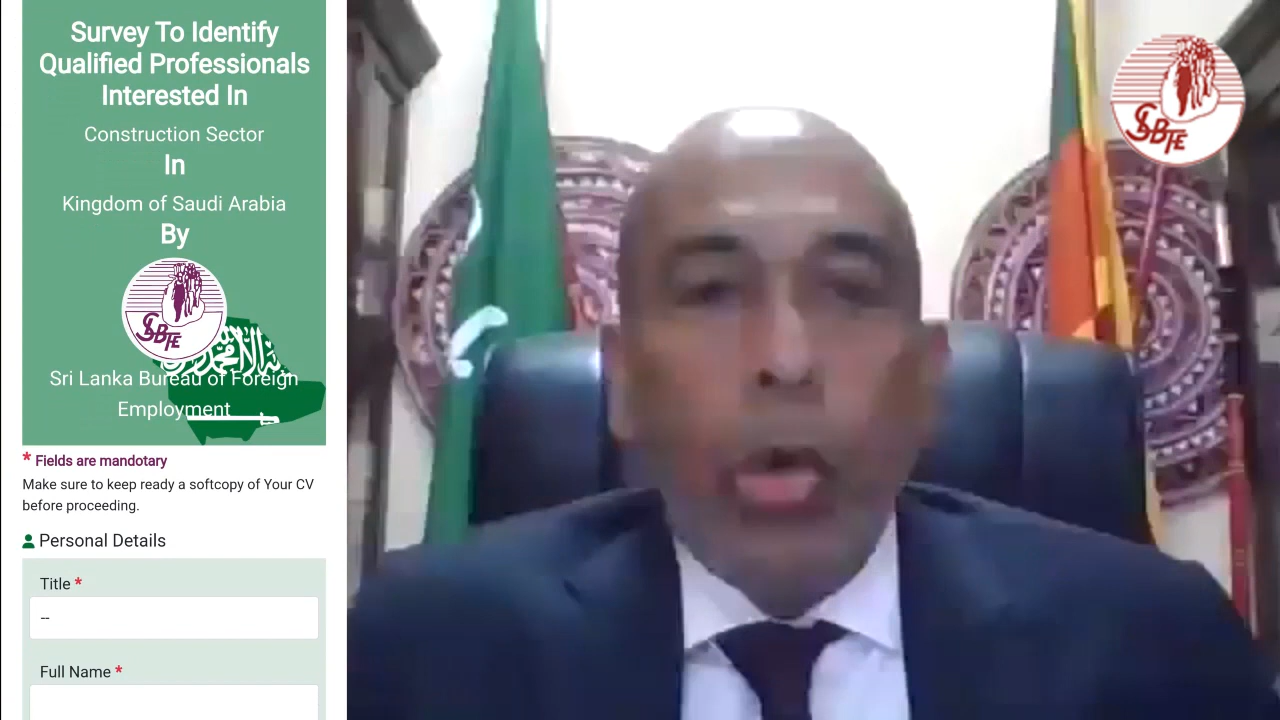 Survey To Identify
Qualified Professionals
Interested In
Construction Sector
In
Kingdom of Saudi Arabia
By
SLBFE
Sri Lanka Bureau of Foreign
Employment
* Fields are mandotary
Make sure to keep ready a softcopy of Your CV
before proceeding.
Personal Details
Title *
--
Full Name *
SLBFE